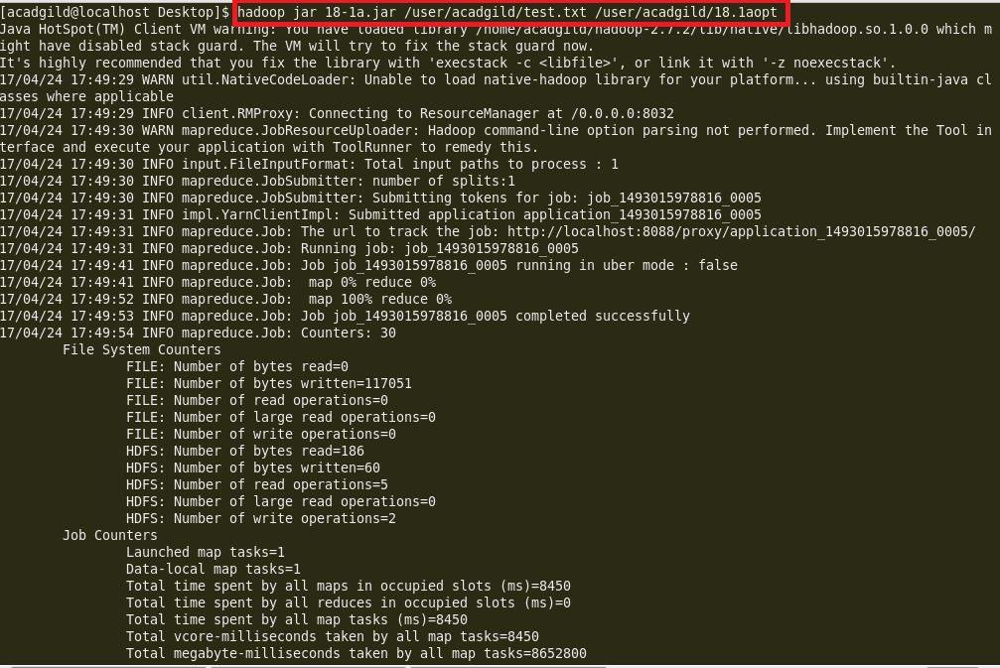 [acadgild@localhost Desktop]$ hadoop jar 18-1a.jar /user/acadgild/test.txt /user/acadgild/18.1aopt
Java HotSpot(TM) Client VM warning: You have loaded library /home/acadgild/hadoop-2.7.2/lib/native/libhadoop.so.1.0.0 which m
ight have disabled stack guard. The VM will try to fix the stack guard now.
It's highly recommended that you fix the library with 'execstack -c <libfile>', or link it with '-z noexecstack'.
17/04/24 17:49:29 WARN util.NativeCodeLoader: Unable to load native-hadoop library for your platform... using builtin-java cl
asses where applicable
17/04/24 17:49:29 INFO client.RMProxy: Connecting to ResourceManager at /0.0.0.0:8032
17/04/24 17:49:30 WARN mapreduce.JobResourceUploader: Hadoop command-line option parsing not performed. Implement the Tool in
terface and execute your application with ToolRunner to remedy this.
17/04/24 17:49:30 INFO input.FileInputFormat: Total input paths to process : 1
17/04/24 17:49:30 INFO mapreduce.JobSubmitter: number of splits:1
17/04/24 17:49:30 INFO mapreduce.JobSubmitter: Submitting tokens for job: job_1493015978816_0005
17/04/24 17:49:31 INFO impl.YarnClientImpl: Submitted application application_1493015978816_0005
17/04/24 17:49:31 INFO mapreduce.Job: The url to track the job: http://localhost:8088/proxy/application_1493015978816_0005/
17/04/24 17:49:31 INFO mapreduce.Job: Running job: job_1493015978816_0005
17/04/24 17:49:41 INFO mapreduce.Job: Job job_1493015978816_0005 running in uber mode : false
17/04/24 17:49:41 INFO mapreduce.Job:  map 0% reduce 0%
17/04/24 17:49:52 INFO mapreduce.Job:  map 100% reduce 0%
17/04/24 17:49:53 INFO mapreduce.Job: Job job_1493015978816_0005 completed successfully
17/04/24 17:49:54 INFO mapreduce.Job: Counters: 30
File System Counters
FILE: Number of bytes read=0
FILE: Number of bytes written=117051
FILE: Number of read operations=0
FILE: Number of large read operations=0
FILE: Number of write operations=0
HDFS: Number of bytes read=186
HDFS: Number of bytes written=60
HDFS: Number of read operations=5
HDFS: Number of large read operations=0
HDFS: Number of write operations=2
Job Counters
Launched map tasks=1
Data-local map tasks=1
Total time spent by all maps in occupied slots (ms)=8450
Total time spent by all reduces in occupied slots (ms)=0
Total time spent by all map tasks (ms)=8450
Total vcore-milliseconds taken by all map tasks=8450
Total megabyte-milliseconds taken by all map tasks=8652800